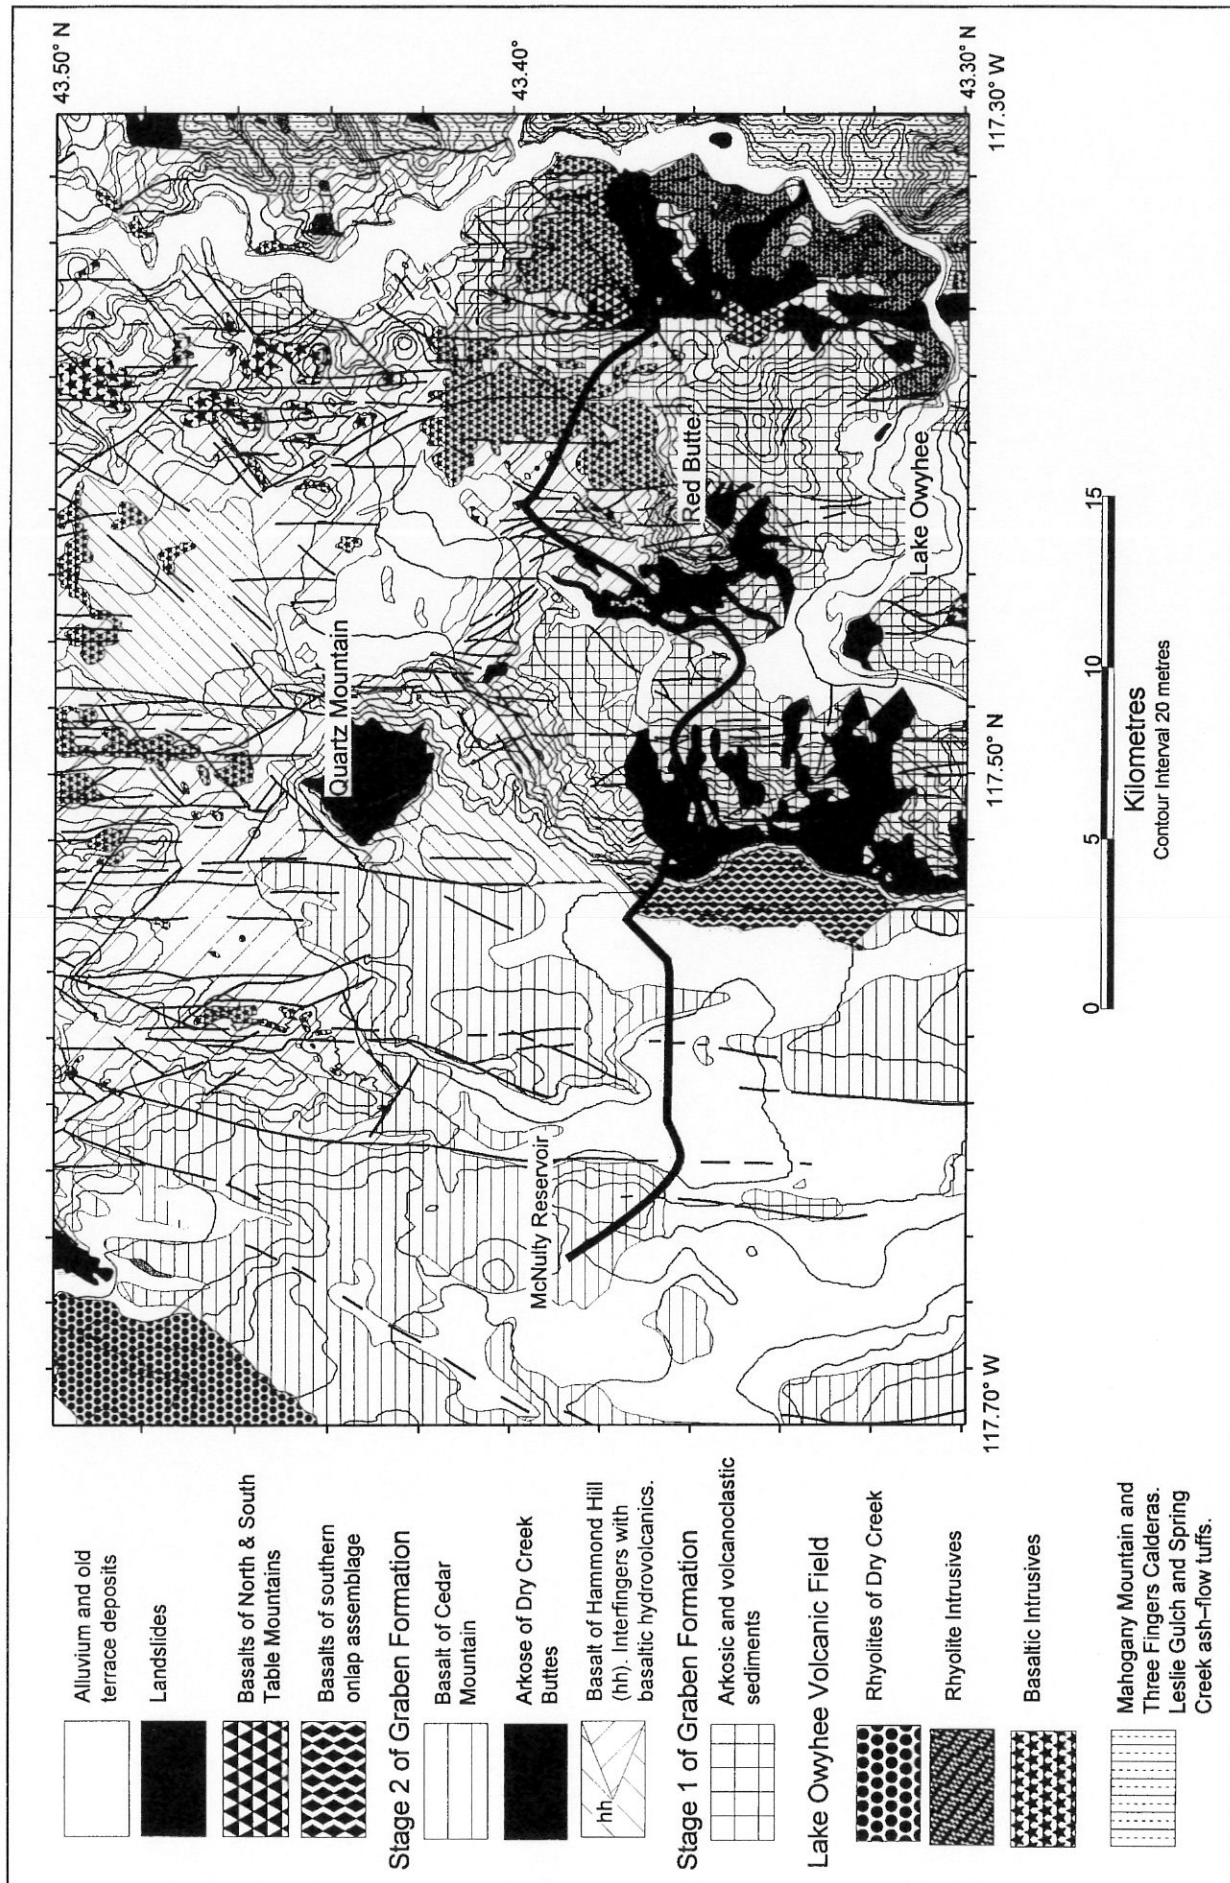 43.50° N
43.40°
43.30° N
117.30° W
117.50° N
117.70° W
Quartz Mountain
Red Butte
Lake Owyhee
McNulty Reservoir
0
5
10
15
Kilometres
Contour Interval 20 metres
Alluvium and old
terrace deposits
Landslides
Basalts of North & South
Table Mountains
Basalts of southern
onlap assemblage
Stage 2 of Graben Formation
Basalt of Cedar
Mountain
Arkose of Dry Creek
Buttes
hh
Basalt of Hammond Hill
(hh). Interfingers with
basaltic hydrovolcanics.
Stage 1 of Graben Formation
Arkosic and volcanoclastic
sediments
Lake Owyhee Volcanic Field
Rhyolites of Dry Creek
Rhyolite Intrusives
Basaltic Intrusives
Mahogany Mountain and
Three Fingers Calderas.
Leslie Gulch and Spring
Creek ash–flow tuffs.